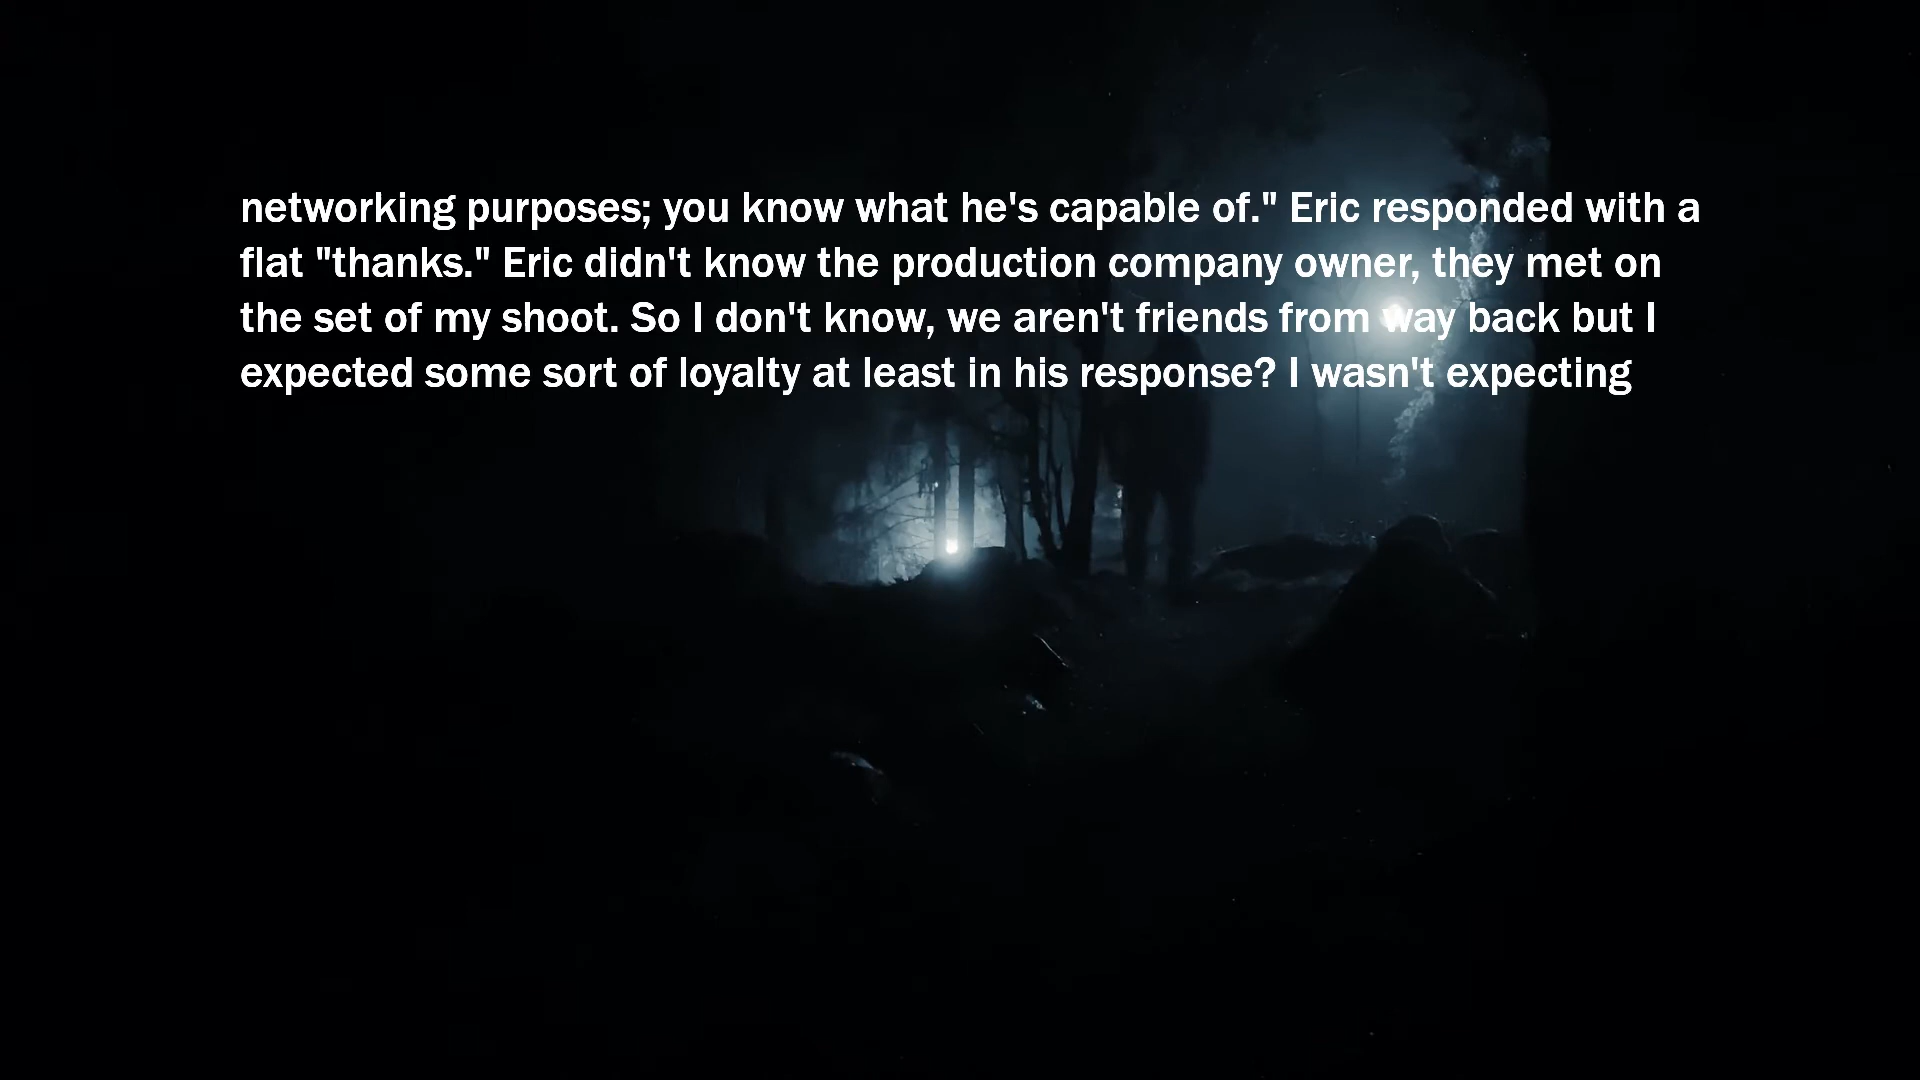 networking purposes; you know what he's capable of." Eric responded with a
flat "thanks." Eric didn't know the production company owner, they met on
the set of my shoot. So I don't know, we aren't friends from way back but I
expected some sort of loyalty at least in his response? I wasn't expecting